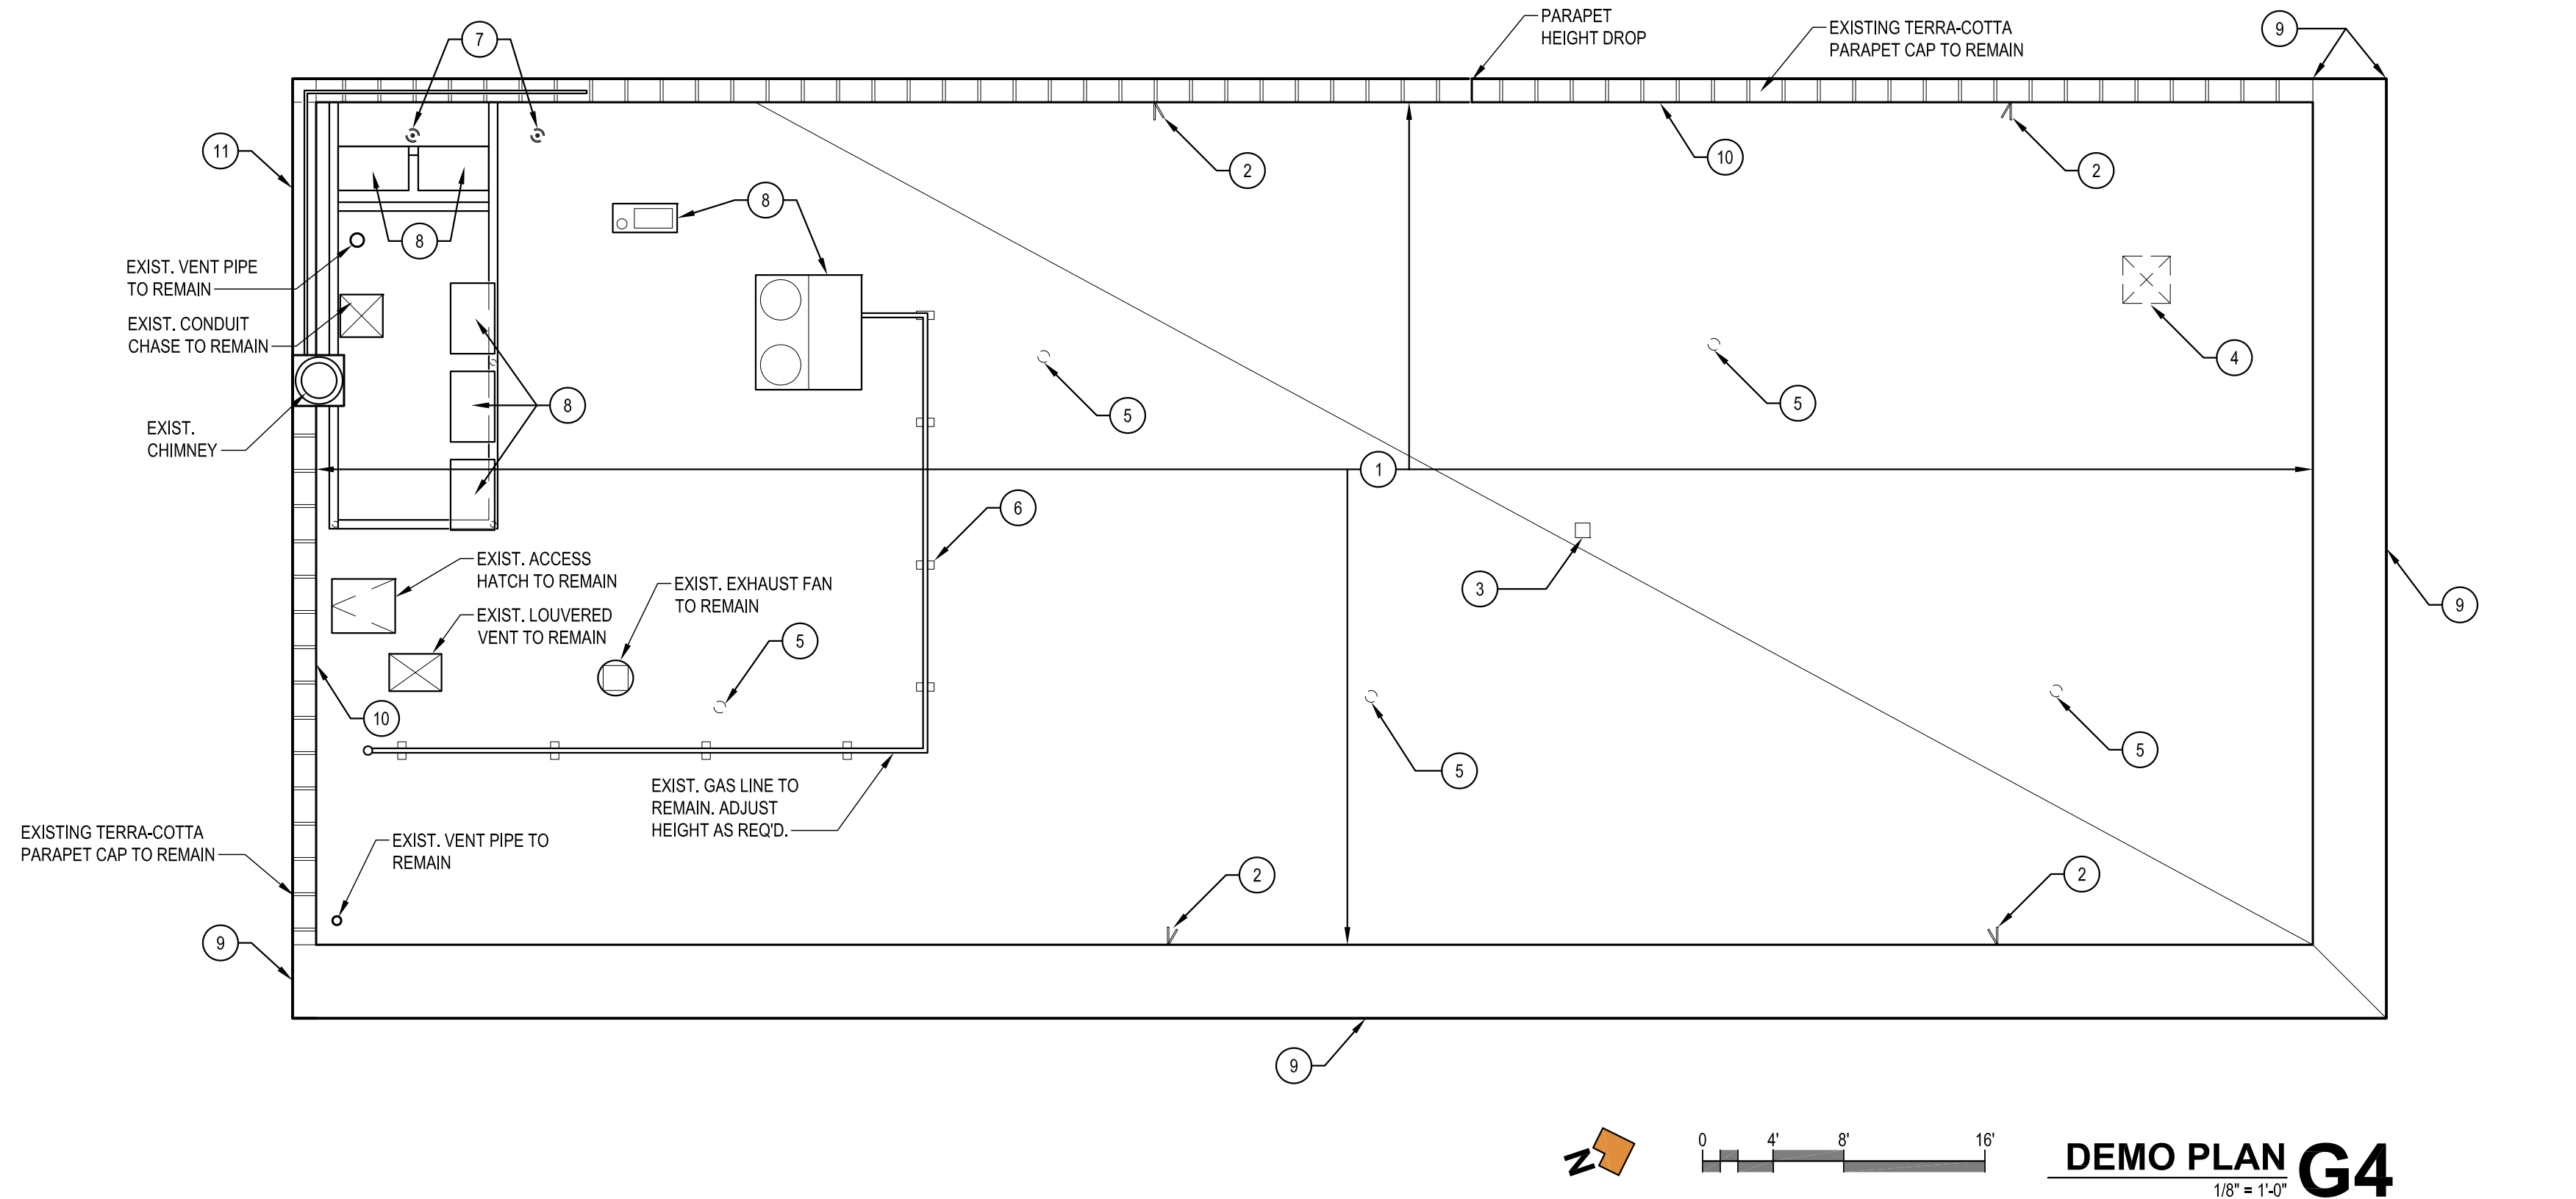 PARAPET
HEIGHT DROP
EXISTING TERRA-COTTA
PARAPET CAP TO REMAIN
9
7
11
2
10
2
8
8
EXIST. VENT PIPE
TO REMAIN
EXIST. CONDUIT
CHASE TO REMAIN
4
5
5
8
EXIST.
CHIMNEY
1
6
EXIST. ACCESS
HATCH TO REMAIN
EXIST. EXHAUST FAN
TO REMAIN
3
9
EXIST. LOUVERED
VENT TO REMAIN
5
10
5
5
EXIST. GAS LINE TO
REMAIN. ADJUST
HEIGHT AS REQ'D.
EXISTING TERRA-COTTA
PARAPET CAP TO REMAIN
EXIST. VENT PIPE TO
REMAIN
2
2
9
9
N
0 4' 8' 16'
DEMO PLAN G4
1/8" = 1'-0"